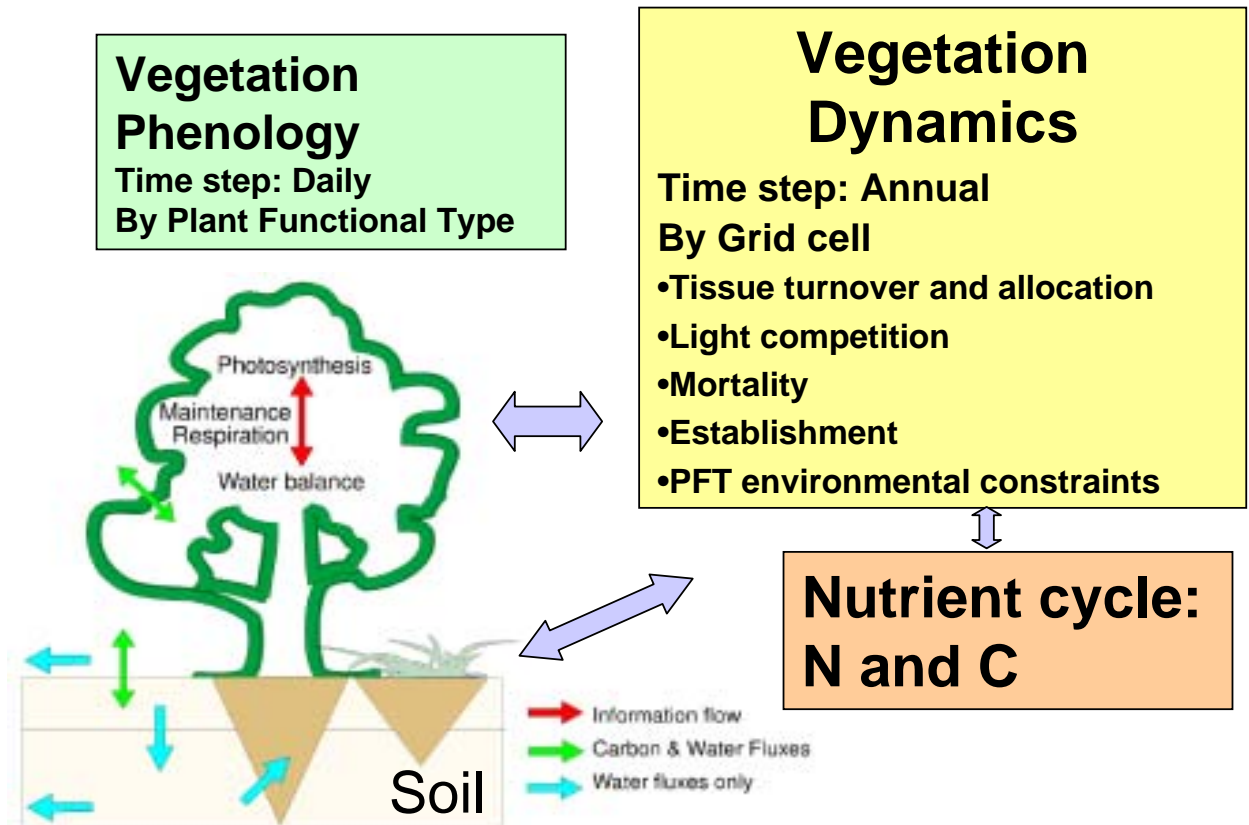 Vegetation
Phenology
Time step: Daily
By Plant Functional Type
Vegetation
Dynamics
Time step: Annual
By Grid cell
•Tissue turnover and allocation
•Light competition
•Mortality
•Establishment
•PFT environmental constraints
Photosynthesis
Maintenance
Respiration
Water balance
Nutrient cycle:
N and C
Information flow
Carbon & Water Fluxes
Water fluxes only
Soil